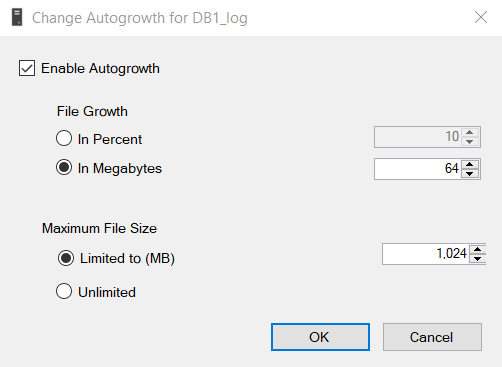 Change Autogrowth for DB1_log
Enable Autogrowth
File Growth
In Percent 10
In Megabytes 64
Maximum File Size
Limited to (MB) 1,024
Unlimited
OK Cancel